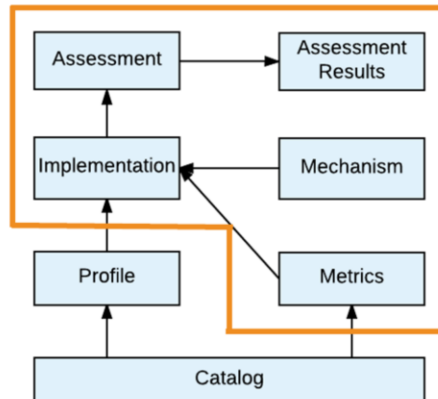 Assessment
Assessment
Results
Implementation
Mechanism
Profile
Metrics
Catalog